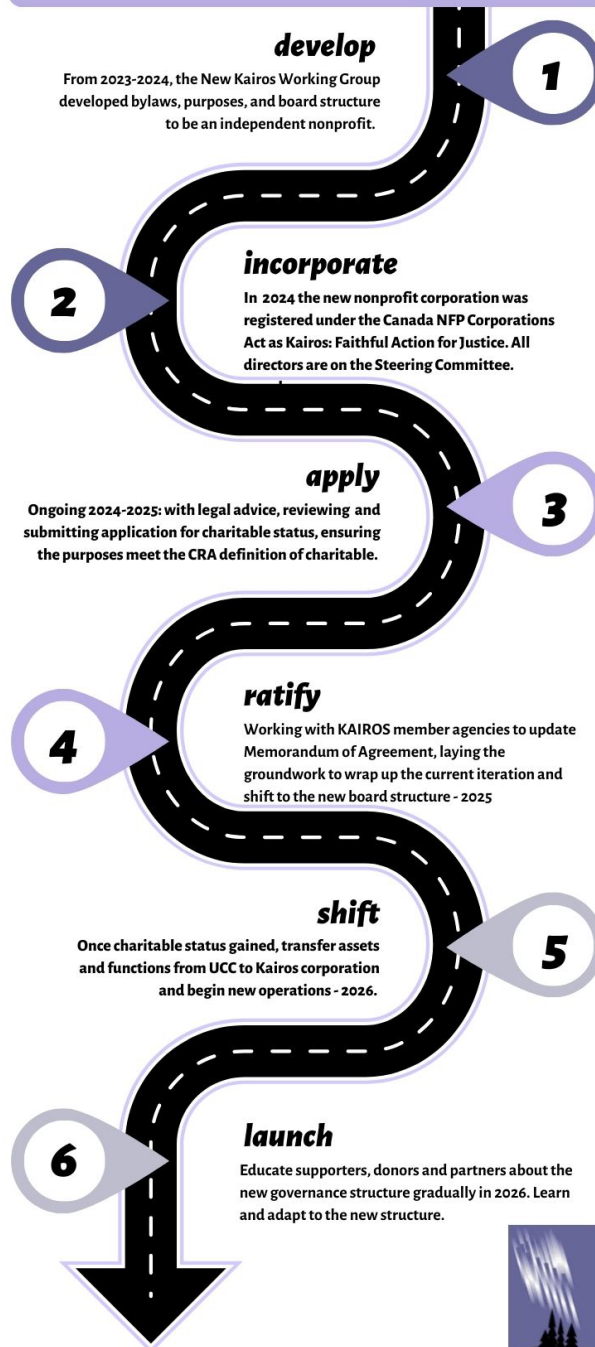 develop
1
From 2023-2024, the New Kairos Working Group
developed bylaws, purposes, and board structure
to be an independent nonprofit.
incorporate
2
In 2024 the new nonprofit corporation was
registered under the Canada NFP Corporations
Act as Kairos: Faithful Action for Justice. All
directors are on the Steering Committee.
apply
3
Ongoing 2024-2025: with legal advice, reviewing and
submitting application for charitable status, ensuring
the purposes meet the CRA definition of charitable.
ratify
4
Working with KAIROS member agencies to update
Memorandum of Agreement, laying the
groundwork to wrap up the current iteration and
shift to the new board structure - 2025
shift
5
Once charitable status gained, transfer assets
and functions from UCC to Kairos corporation
and begin new operations - 2026.
launch
6
Educate supporters, donors and partners about the
new governance structure gradually in 2026. Learn
and adapt to the new structure.